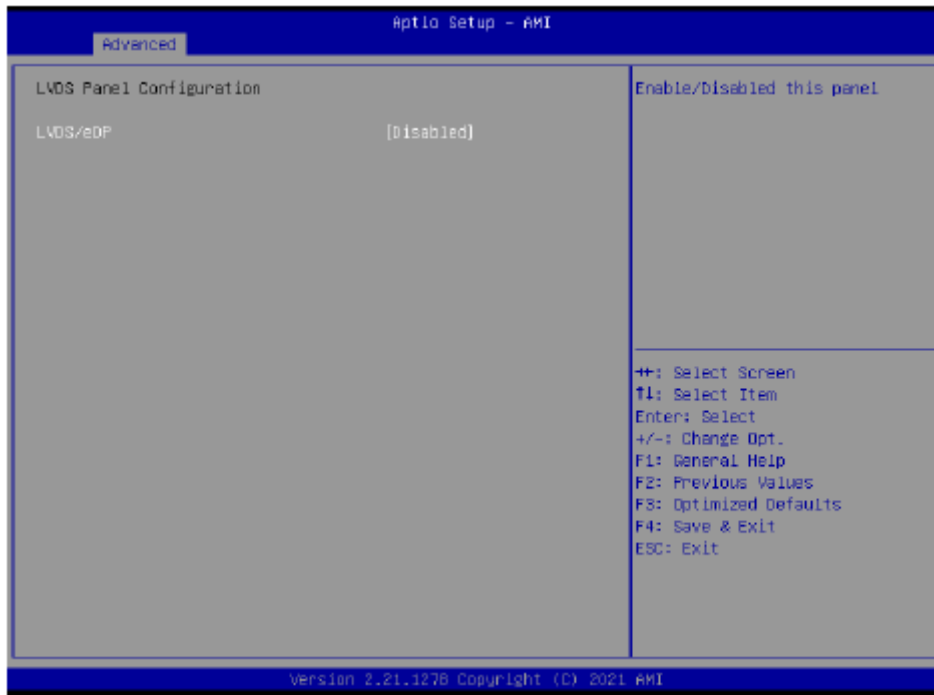 Aptio Setup - AMI
Advanced
LVDS Panel Configuration
LVDS/eDP [Disabled]
Enable/Disabled this panel
→←: Select Screen
↑↓: Select Item
Enter: Select
+/-: Change Opt.
F1: General Help
F2: Previous Values
F3: Optimized Defaults
F4: Save & Exit
ESC: Exit
Version 2.21.1278 Copyright (C) 2021 AMI